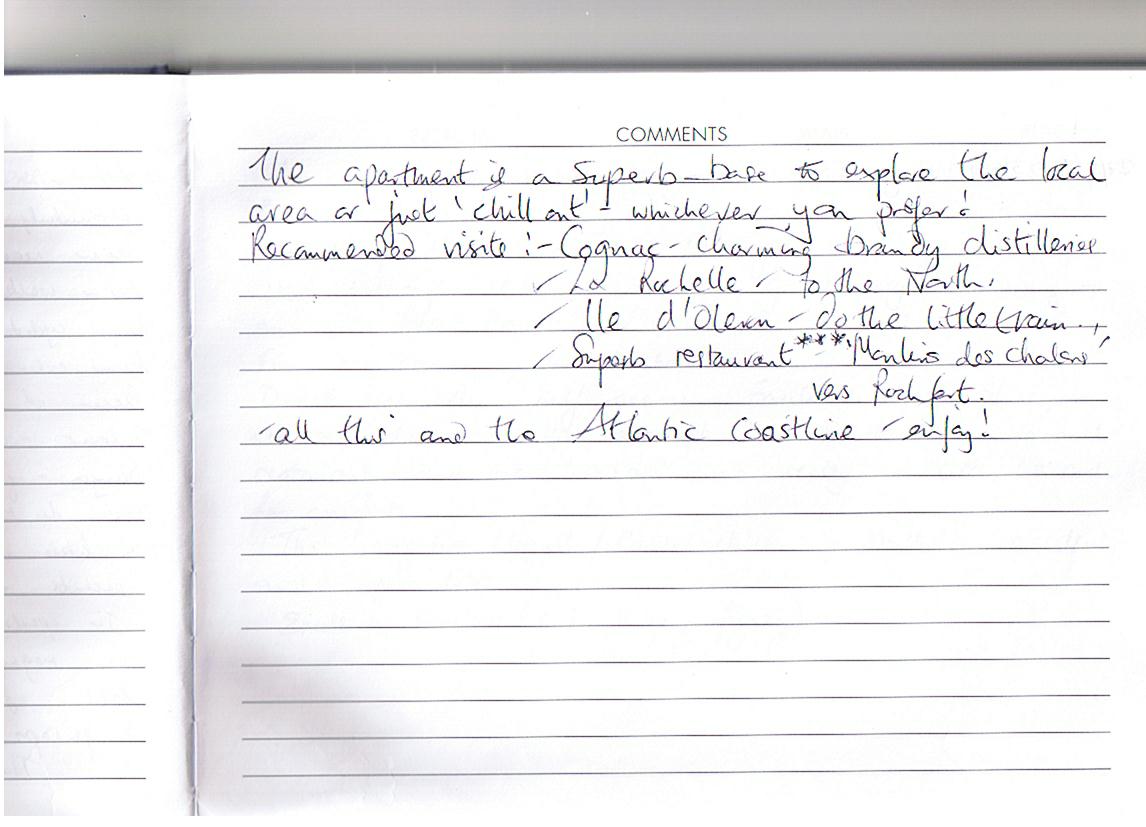 COMMENTS
The apartment is a Superb base to explore the local
area or just 'chill out' - whichever you prefer!
Recommended visits :- Cognac - charming brandy distilleries
- La Rochelle - to the North.
- Ile d'Oleron - do the little train.
- Superb restaurant *** 'Moulins des Chalons'
vers Rochfort.
- all this and the Atlantic Coastline - enjoy!